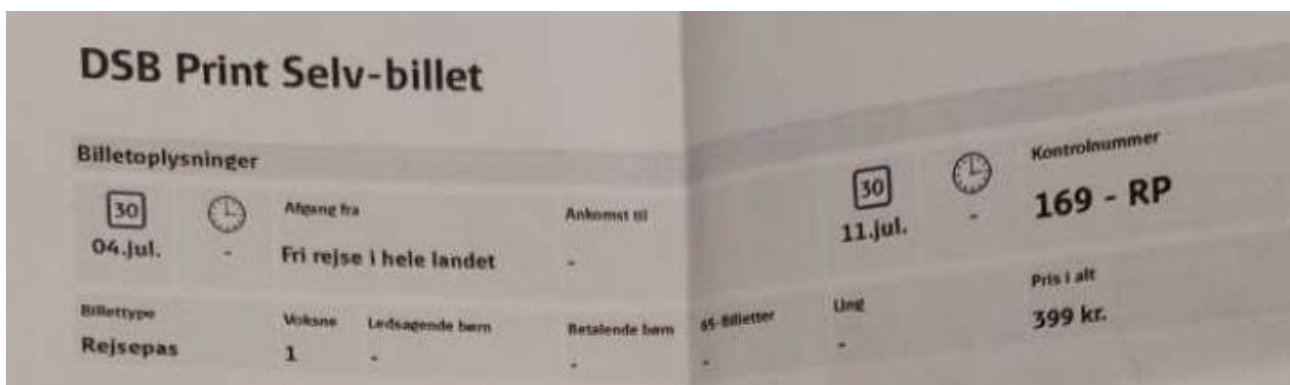 DSB Print Selv-billet
Billetoplysninger
Kontrolnummer
30 Afgang fra Ankomst til 30 169 - RP
04.jul. - Fri rejse i hele landet - 11.jul. -
Billettype Voksne Ledsagende børn Betalende børn 65-Billetter Ung Pris i alt
Rejsepas 1 - - - - 399 kr.